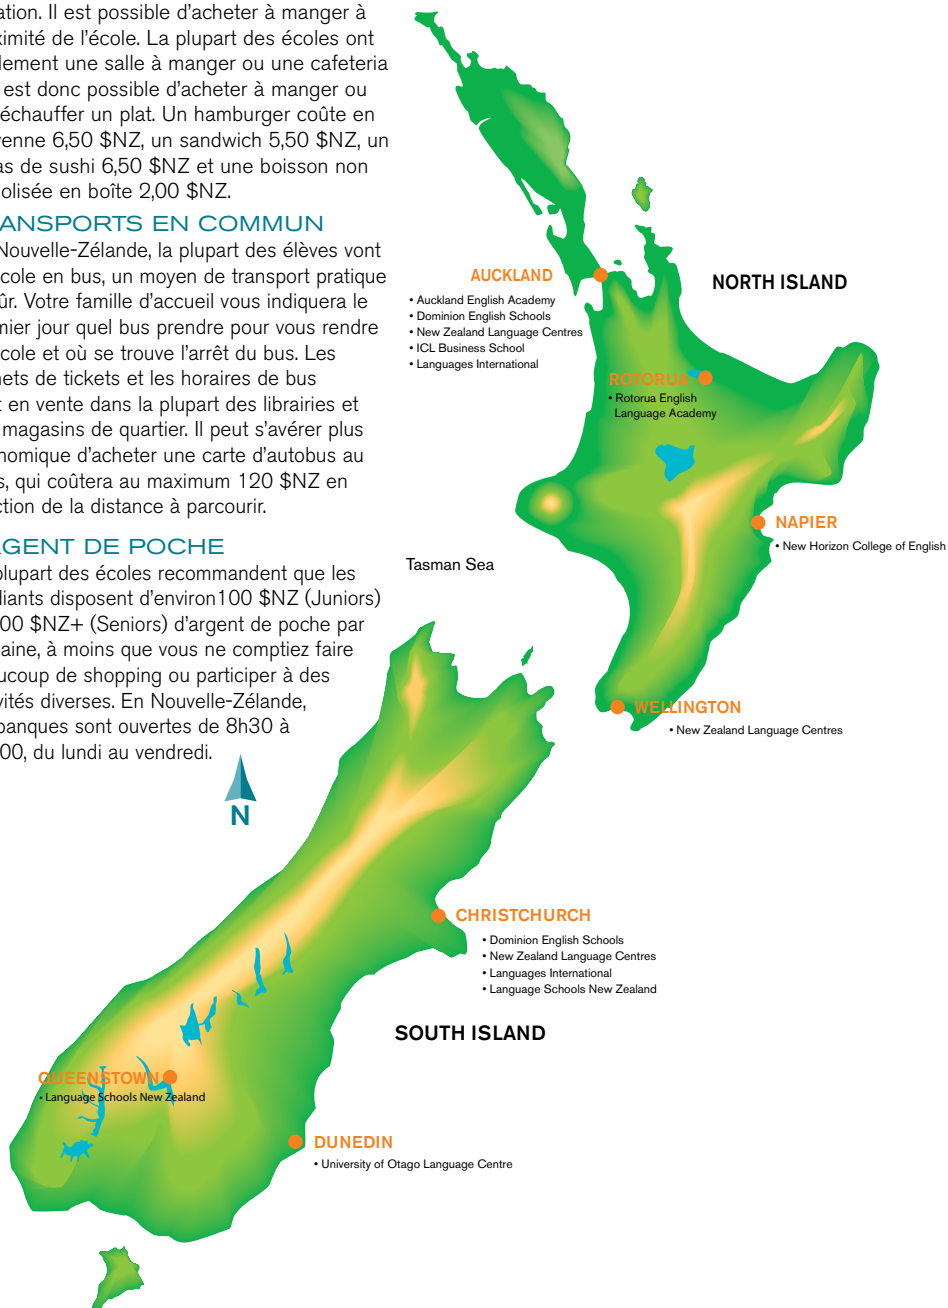 ation. Il est possible d’acheter à manger à
ximité de l’école. La plupart des écoles ont
lement une salle à manger ou une cafeteria
est donc possible d’acheter à manger ou
échauffer un plat. Un hamburger coûte en
yenne 6,50 $NZ, un sandwich 5,50 $NZ, un
as de sushi 6,50 $NZ et une boisson non
olisée en boîte 2,00 $NZ.
ANSPORTS EN COMMUN
Nouvelle-Zélande, la plupart des élèves vont
école en bus, un moyen de transport pratique
ûr. Votre famille d’accueil vous indiquera le
mier jour quel bus prendre pour vous rendre
école et où se trouve l’arrêt du bus. Les
nets de tickets et les horaires de bus
t en vente dans la plupart des librairies et
magasins de quartier. Il peut s’avérer plus
nomique d’acheter une carte d’autobus au
s, qui coûtera au maximum 120 $NZ en
ction de la distance à parcourir.
RGENT DE POCHE
plupart des écoles recommandent que les
diants disposent d’environ100 $NZ (Juniors)
00 $NZ+ (Seniors) d’argent de poche par
aine, à moins que vous ne comptiez faire
ucoup de shopping ou participer à des
vités diverses. En Nouvelle-Zélande,
banques sont ouvertes de 8h30 à
00, du lundi au vendredi.
N
AUCKLAND
• Auckland English Academy
• Dominion English Schools
• New Zealand Language Centres
• ICL Business School
• Languages International
NORTH ISLAND
ROTORUA
• Rotorua English
Language Academy
NAPIER
• New Horizon College of English
Tasman Sea
WELLINGTON
• New Zealand Language Centres
CHRISTCHURCH
• Dominion English Schools
• New Zealand Language Centres
• Languages International
• Language Schools New Zealand
SOUTH ISLAND
QUEENSTOWN
• Language Schools New Zealand
DUNEDIN
• University of Otago Language Centre